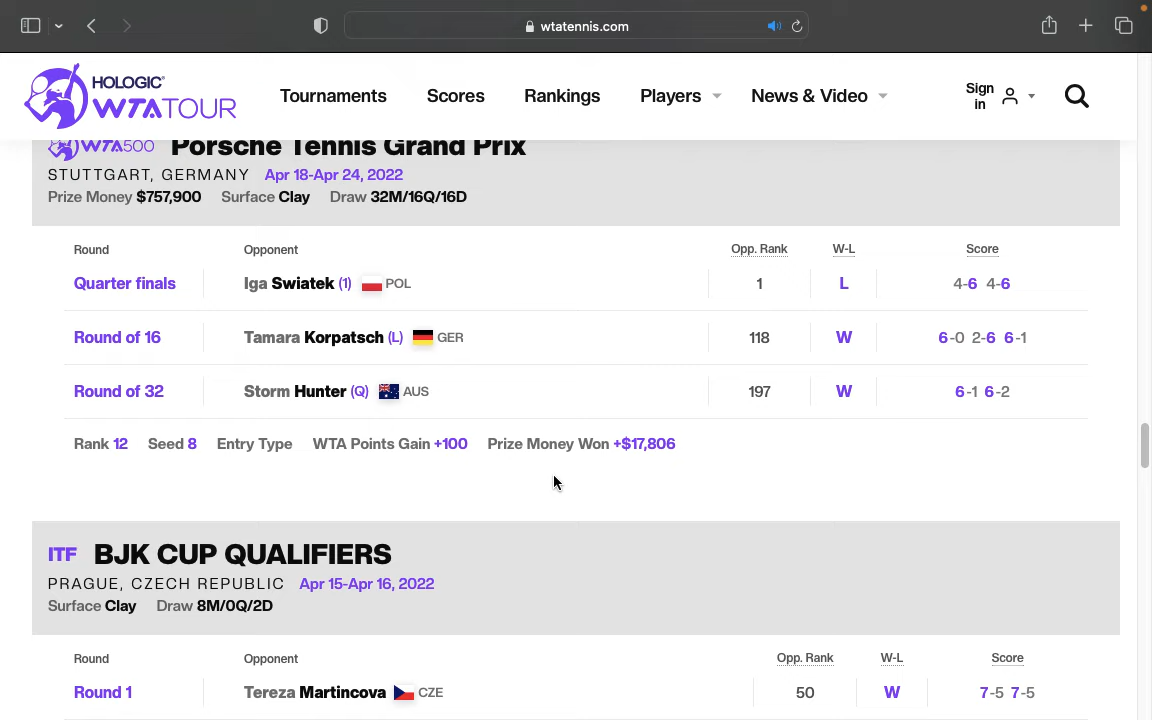 wtatennis.com
HOLOGIC
WTA TOUR
Tournaments Scores Rankings Players News & Video Sign in
WTA500 Porsche Tennis Grand Prix
STUTTGART, GERMANY Apr 18-Apr 24, 2022
Prize Money $757,900 Surface Clay Draw 32M/16Q/16D
Round Opponent Opp. Rank W-L Score
Quarter finals Iga Swiatek (1) POL 1 L 4-6 4-6
Round of 16 Tamara Korpatsch (L) GER 118 W 6-0 2-6 6-1
Round of 32 Storm Hunter (Q) AUS 197 W 6-1 6-2
Rank 12 Seed 8 Entry Type WTA Points Gain +100 Prize Money Won +$17,806
ITF BJK CUP QUALIFIERS
PRAGUE, CZECH REPUBLIC Apr 15-Apr 16, 2022
Surface Clay Draw 8M/0Q/2D
Round Opponent Opp. Rank W-L Score
Round 1 Tereza Martincova CZE 50 W 7-5 7-5